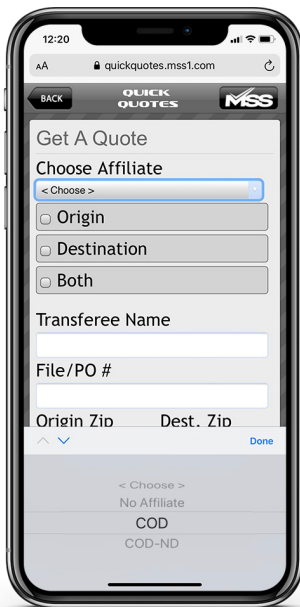 12:20
AA quickquotes.mss1.com
BACK
QUICK
QUOTES
MSS
Get A Quote
Choose Affiliate
< Choose >
Origin
Destination
Both
Transferee Name
File/PO #
Origin Zip Dest. Zip
Done
< Choose >
No Affiliate
COD
COD-ND